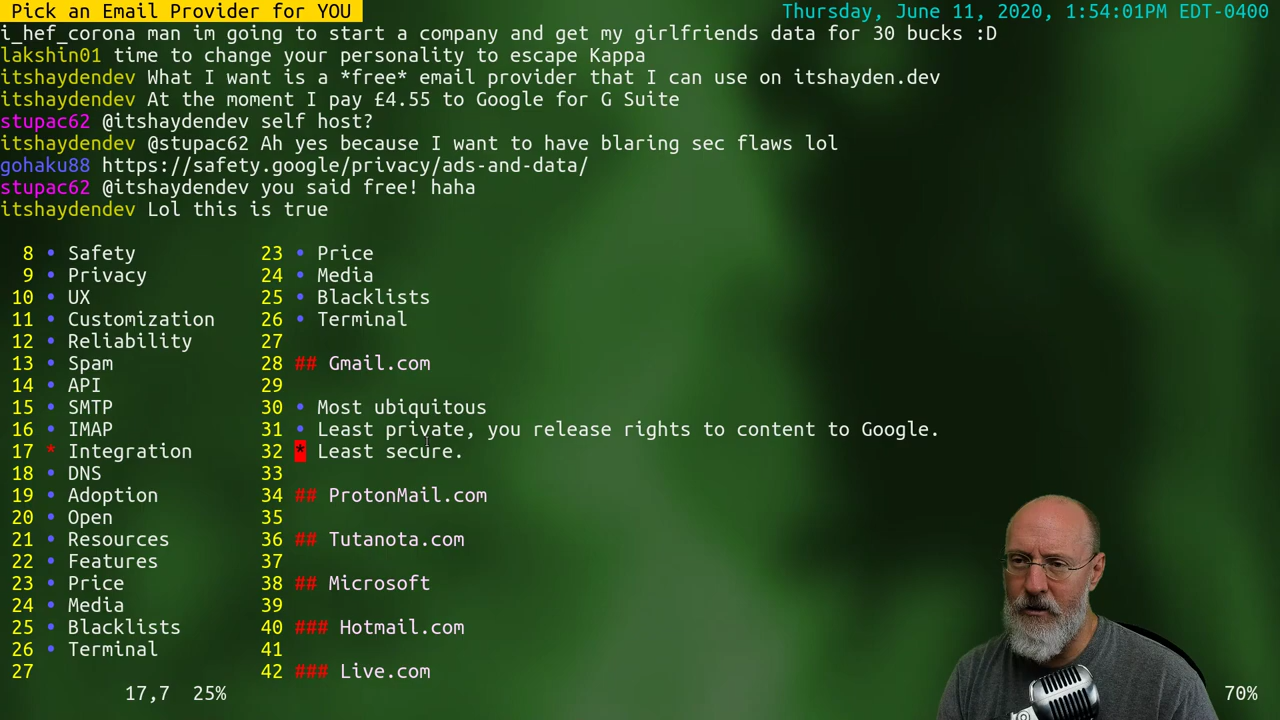 Pick an Email Provider for YOU
Thursday, June 11, 2020, 1:54:01PM EDT-0400
i_hef_corona man im going to start a company and get my girlfriends data for 30 bucks :D
lakshin01 time to change your personality to escape Kappa
itshaydendev What I want is a *free* email provider that I can use on itshayden.dev
itshaydendev At the moment I pay £4.55 to Google for G Suite
stupac62 @itshaydendev self host?
itshaydendev @stupac62 Ah yes because I want to have blaring sec flaws lol
gohaku88 https://safety.google/privacy/ads-and-data/
stupac62 @itshaydendev you said free! haha
itshaydendev Lol this is true
8 • Safety
9 • Privacy
10 • UX
11 • Customization
12 • Reliability
13 • Spam
14 • API
15 • SMTP
16 • IMAP
17 * Integration
18 • DNS
19 • Adoption
20 • Open
21 • Resources
22 • Features
23 • Price
24 • Media
25 • Blacklists
26 • Terminal
27
17,7 25%
23 • Price
24 • Media
25 • Blacklists
26 • Terminal
27
28 ## Gmail.com
29
30 • Most ubiquitous
31 • Least private, you release rights to content to Google.
32 * Least secure.
33
34 ## ProtonMail.com
35
36 ## Tutanota.com
37
38 ## Microsoft
39
40 ### Hotmail.com
41
42 ### Live.com
70%